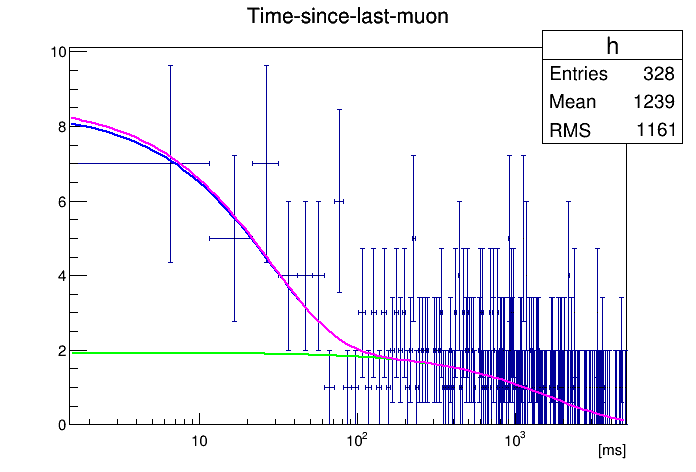 Time-since-last-muon
h
Entries 328
Mean 1239
RMS 1161
10
8
6
4
2
0
10
10²
10³
[ms]